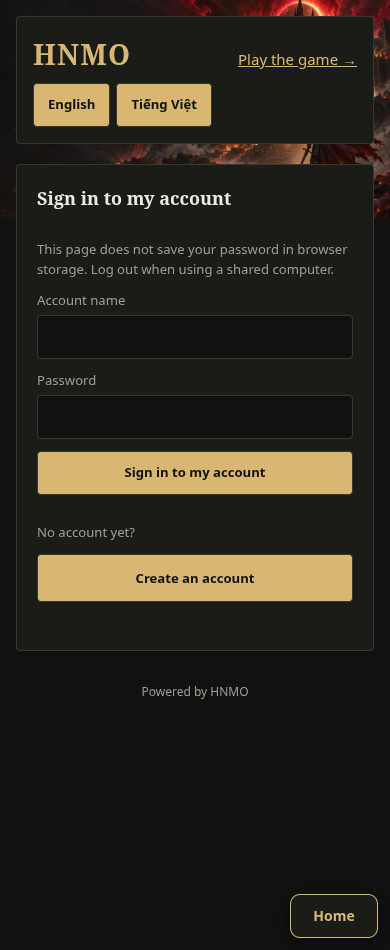 HNMO
Play the game →
English
Tiếng Việt
Sign in to my account
This page does not save your password in browser
storage. Log out when using a shared computer.
Account name
Password
Sign in to my account
No account yet?
Create an account
Powered by HNMO
Home